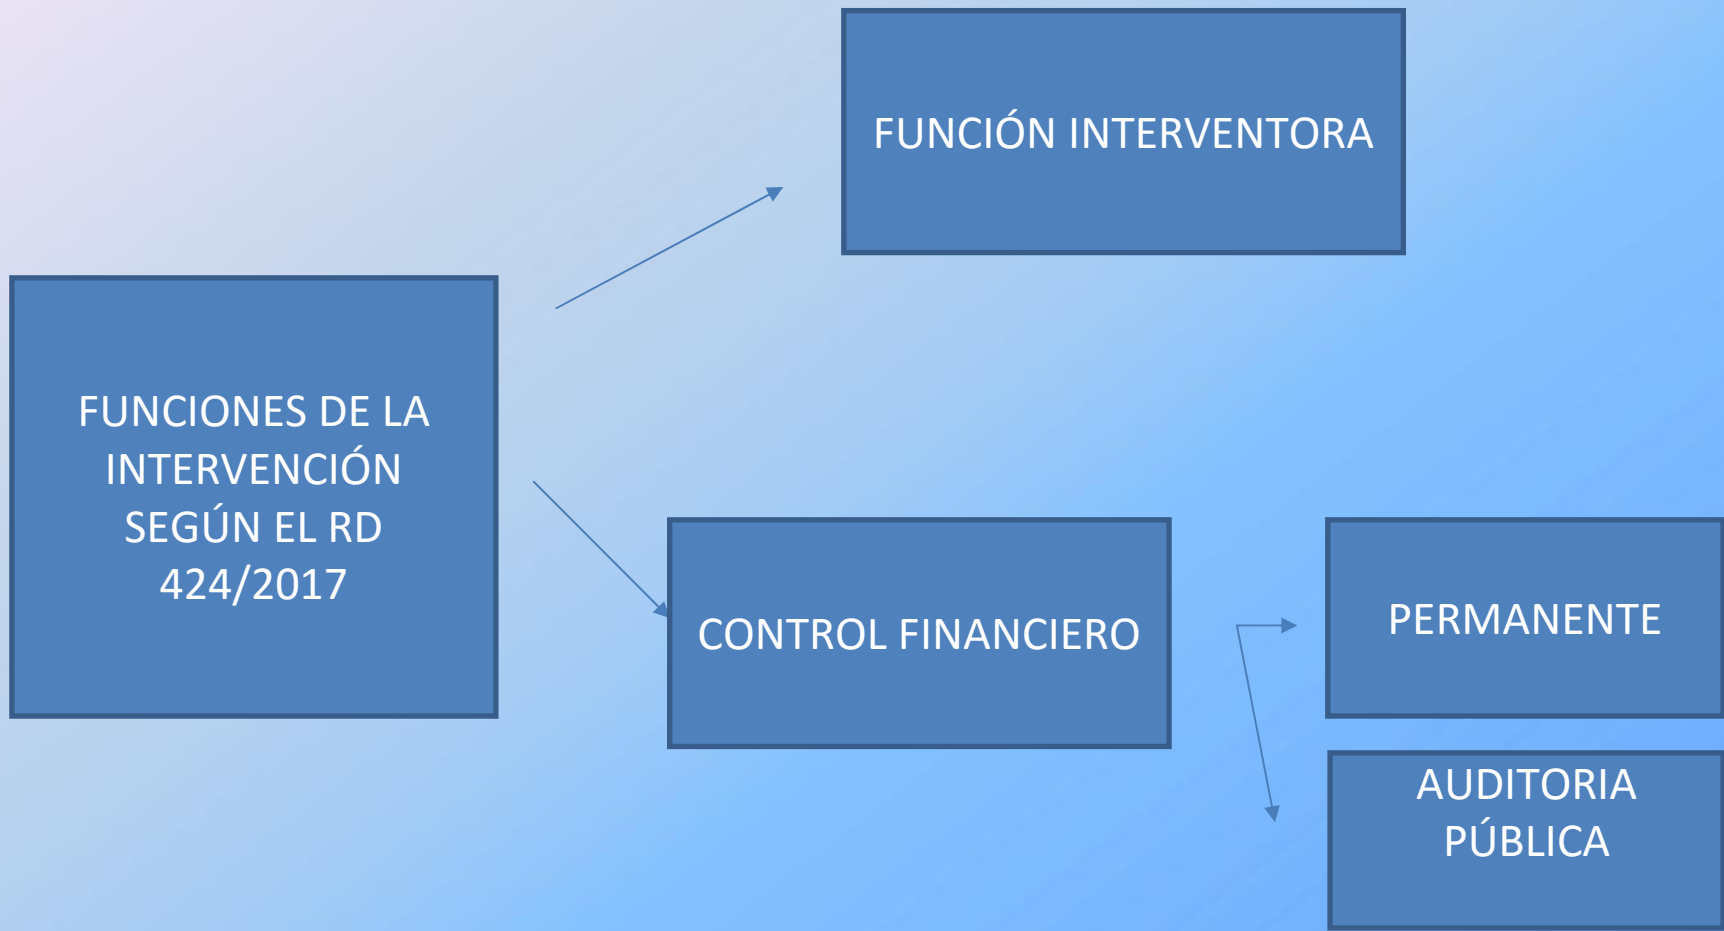 FUNCIÓN INTERVENTORA
FUNCIONES DE LA
INTERVENCIÓN
SEGÚN EL RD
424/2017
CONTROL FINANCIERO
PERMANENTE
AUDITORIA
PÚBLICA